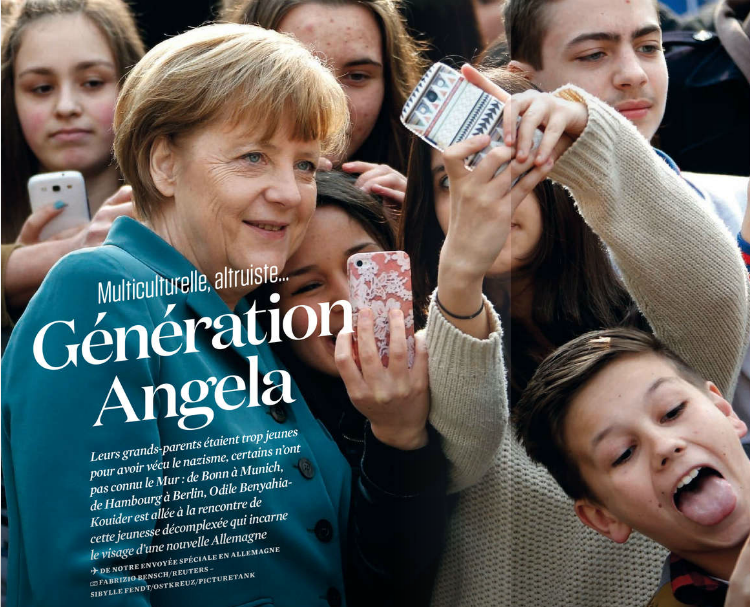 Multiculturelle, altruiste...
Génération
Angela
Leurs grands-parents étaient trop jeunes
pour avoir vécu le nazisme, certains n'ont
pas connu le Mur : de Bonn à Munich,
de Hambourg à Berlin, Odile Benyahia-
Kouider est allée à la rencontre de
cette jeunesse décomplexée qui incarne
le visage d'une nouvelle Allemagne
DE NOTRE ENVOYÉE SPÉCIALE EN ALLEMAGNE
FABRIZIO BENSCH/REUTERS –
SIBYLLE FENDT/OSTKREUZ/PICTURETANK